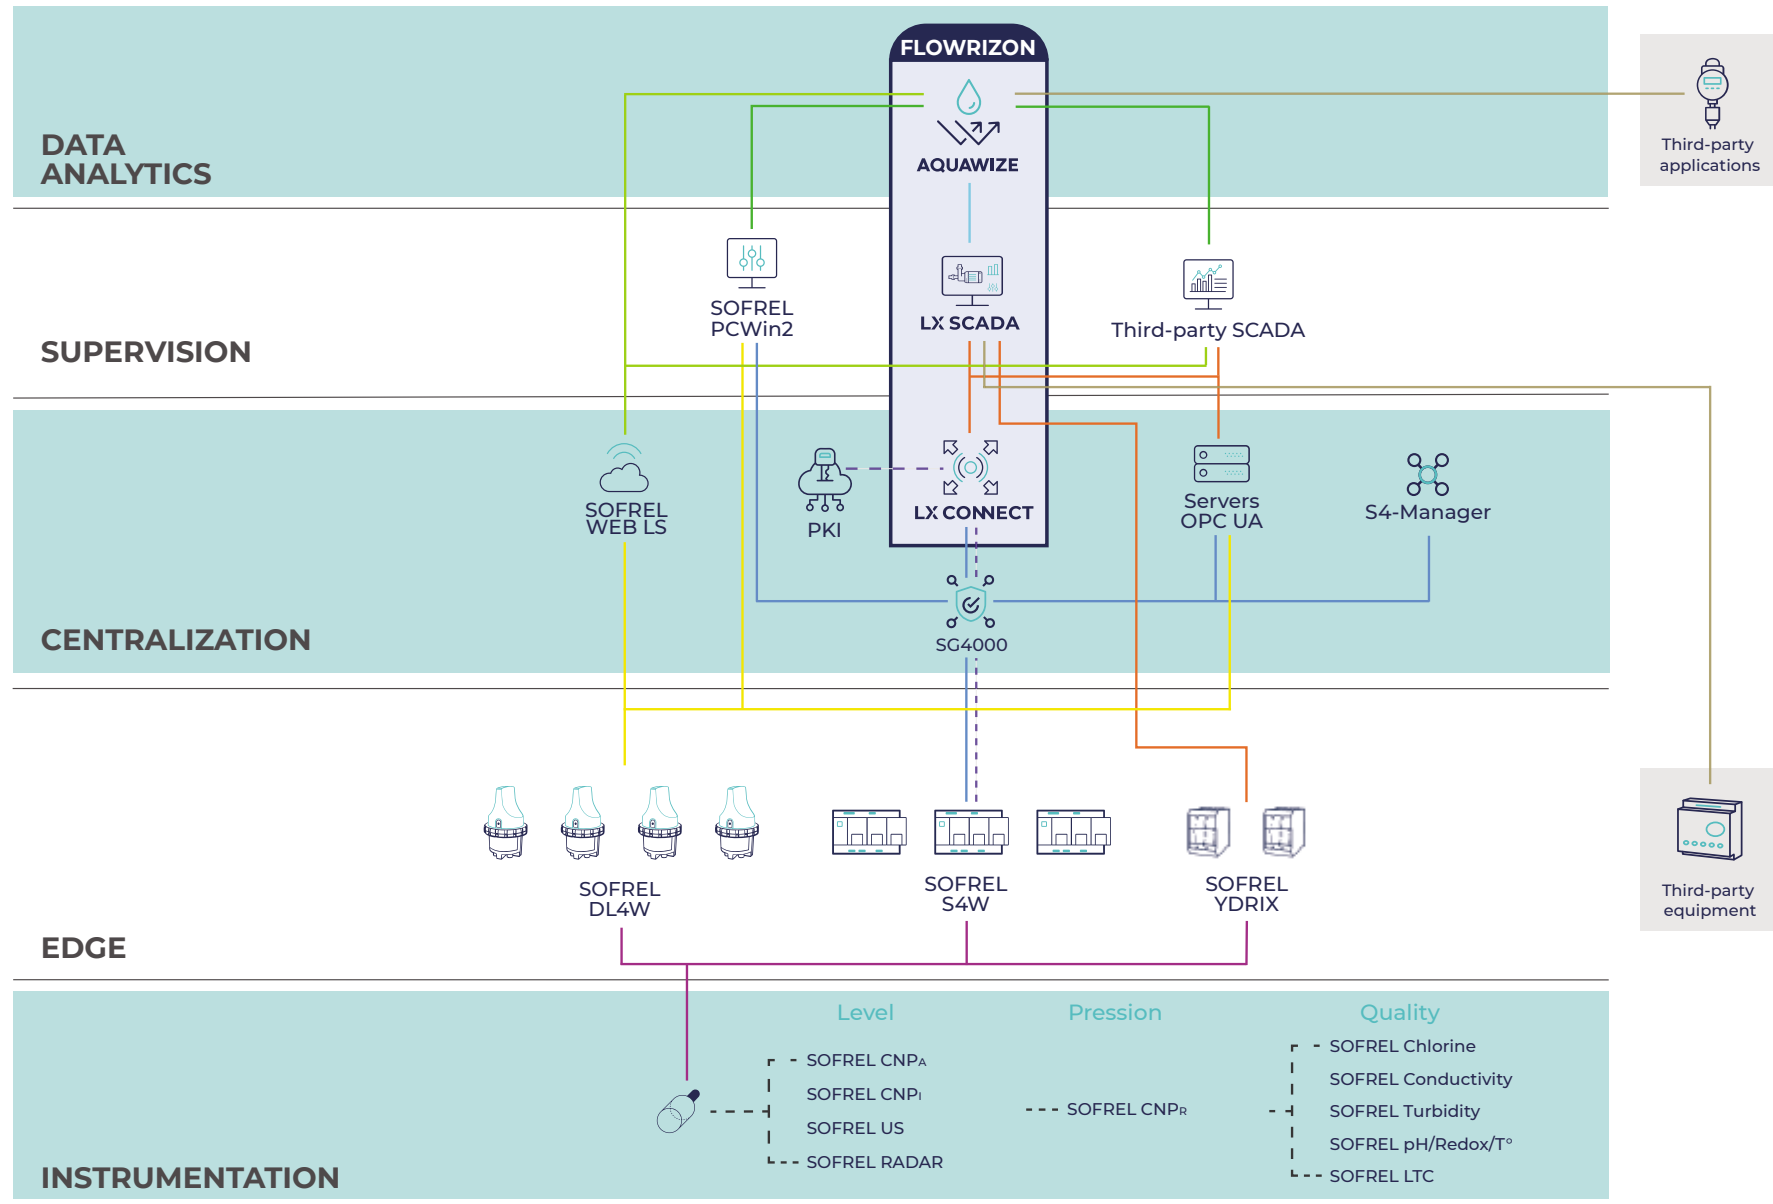 FLOWRIZON
DATA
ANALYTICS
AQUAWIZE
Third-party
applications
SOFREL
PCWin2
LX SCADA
Third-party SCADA
SUPERVISION
SOFREL
WEB LS
PKI
LX CONNECT
Servers
OPC UA
S4-Manager
SG4000
CENTRALIZATION
SOFREL
DL4W
SOFREL
S4W
SOFREL
YDRIX
Third-party
equipment
EDGE
Level
Pression
Quality
SOFREL CNPA
SOFREL CNPI
SOFREL US
SOFREL RADAR
SOFREL CNPR
SOFREL Chlorine
SOFREL Conductivity
SOFREL Turbidity
SOFREL pH/Redox/T°
SOFREL LTC
INSTRUMENTATION